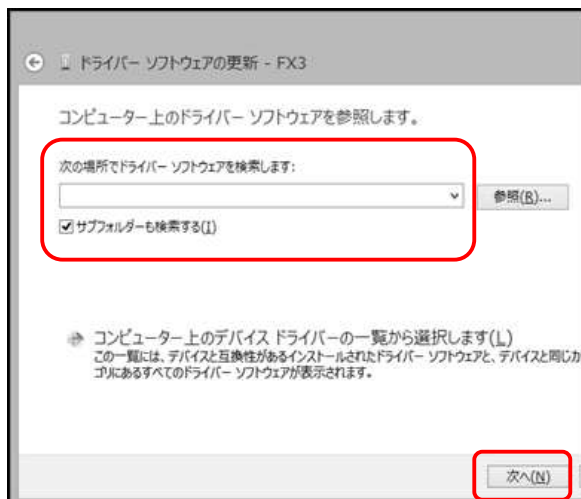 ドライバー ソフトウェアの更新 - FX3
コンピューター上のドライバー ソフトウェアを参照します。
次の場所でドライバー ソフトウェアを検索します:
参照(R)...
サブフォルダーも検索する(I)
コンピューター上のデバイス ドライバーの一覧から選択します(L)
この一覧には、デバイスと互換性があるインストールされたドライバー ソフトウェアと、デバイスと同じカ
ゴリにあるすべてのドライバー ソフトウェアが表示されます。
次へ(N)